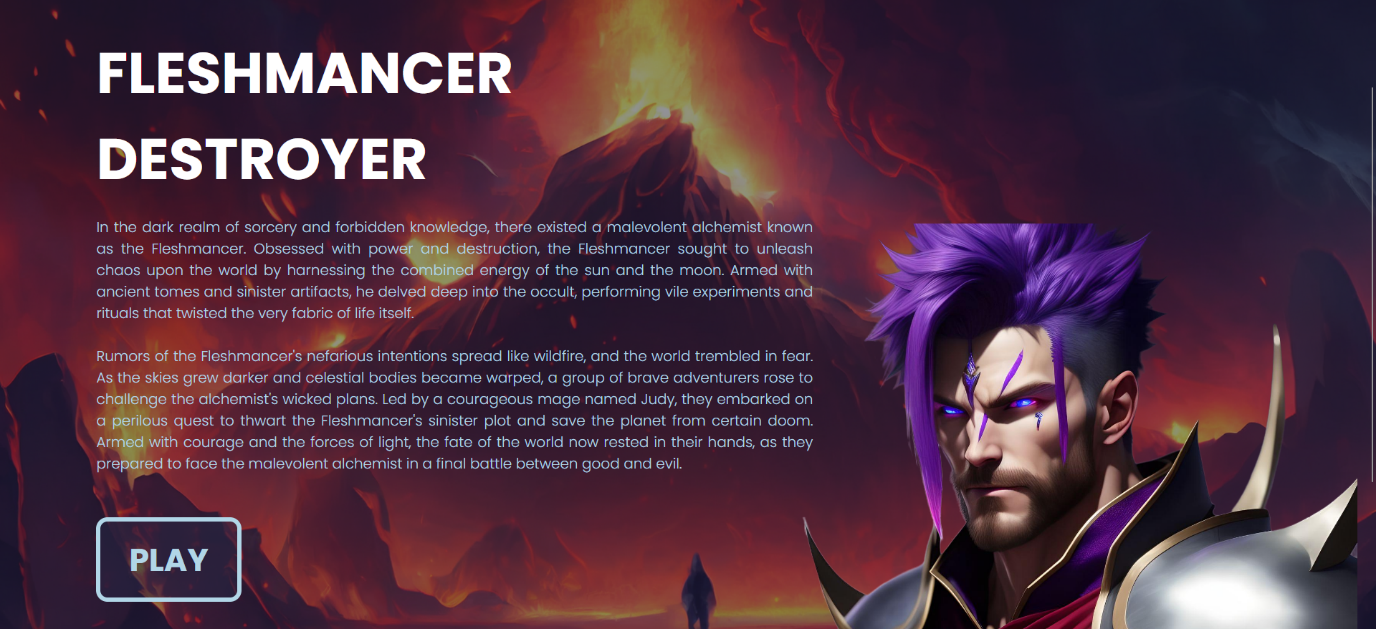 FLESHMANCER
DESTROYER
In the dark realm of sorcery and forbidden knowledge, there existed a malevolent alchemist known
as the Fleshmancer. Obsessed with power and destruction, the Fleshmancer sought to unleash
chaos upon the world by harnessing the combined energy of the sun and the moon. Armed with
ancient tomes and sinister artifacts, he delved deep into the occult, performing vile experiments and
rituals that twisted the very fabric of life itself.
Rumors of the Fleshmancer's nefarious intentions spread like wildfire, and the world trembled in fear.
As the skies grew darker and celestial bodies became warped, a group of brave adventurers rose to
challenge the alchemist's wicked plans. Led by a courageous mage named Judy, they embarked on
a perilous quest to thwart the Fleshmancer's sinister plot and save the planet from certain doom.
Armed with courage and the forces of light, the fate of the world now rested in their hands, as they
prepared to face the malevolent alchemist in a final battle between good and evil.
PLAY